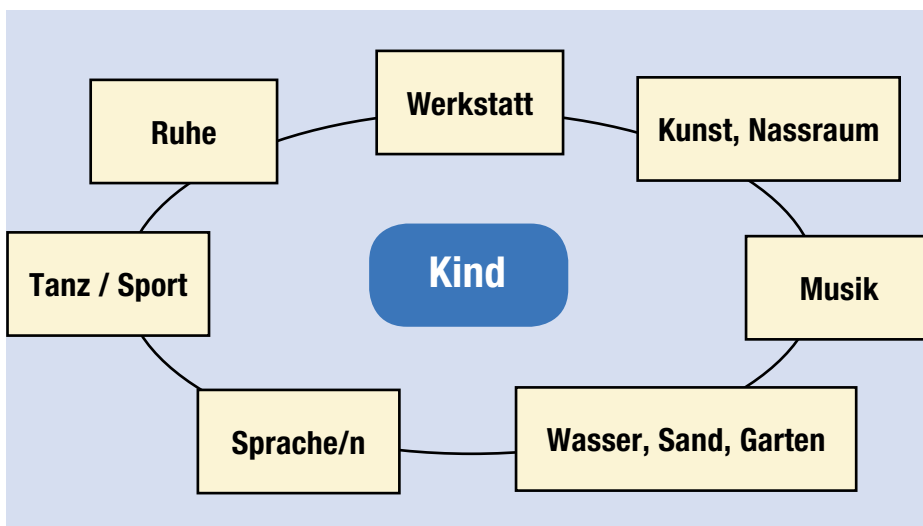 Werkstatt
Ruhe
Kunst, Nassraum
Tanz / Sport
Kind
Musik
Sprache/n
Wasser, Sand, Garten